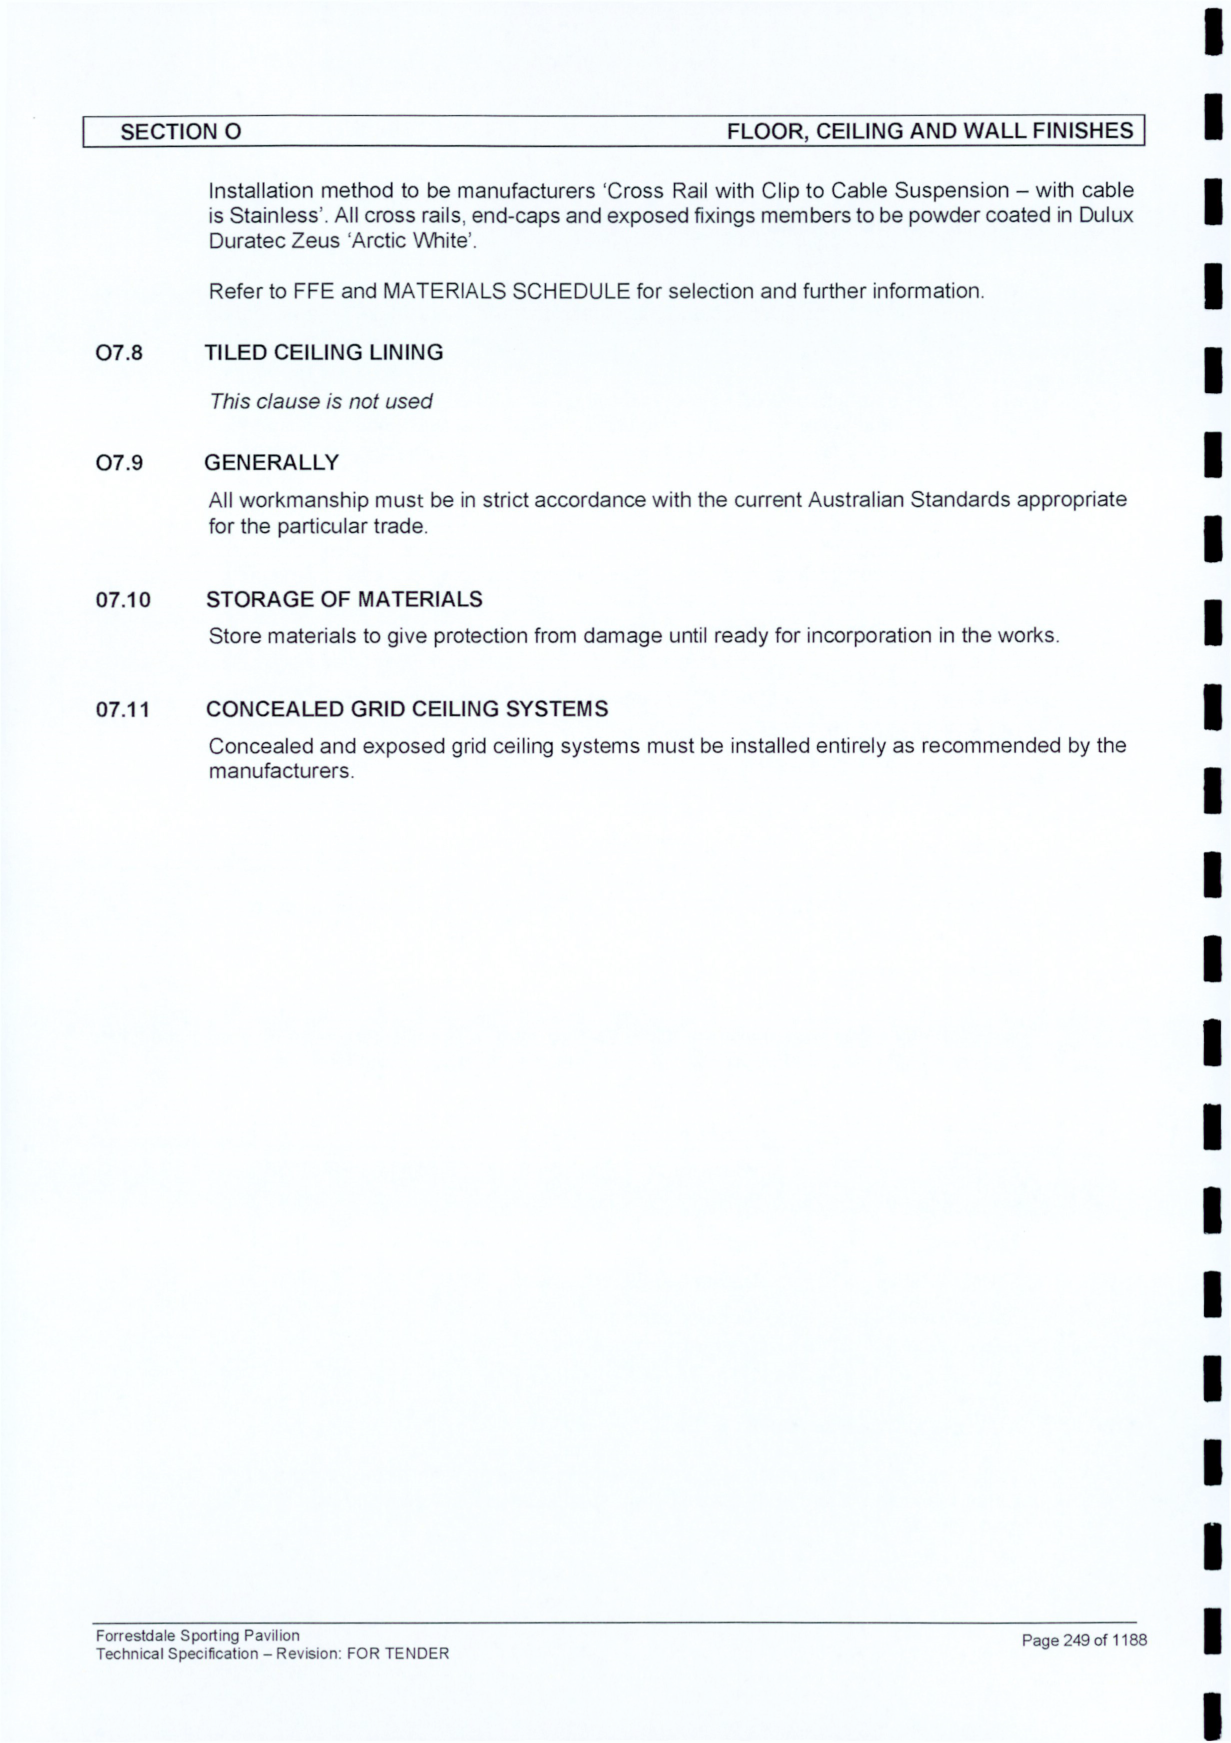 SECTION O FLOOR, CEILING AND WALL FINISHES
Installation method to be manufacturers ‘Cross Rail with Clip to Cable Suspension – with cable
is Stainless’. All cross rails, end-caps and exposed fixings members to be powder coated in Dulux
Duratec Zeus ‘Arctic White’.
Refer to FFE and MATERIALS SCHEDULE for selection and further information.
O7.8 TILED CEILING LINING
This clause is not used
O7.9 GENERALLY
All workmanship must be in strict accordance with the current Australian Standards appropriate
for the particular trade.
07.10 STORAGE OF MATERIALS
Store materials to give protection from damage until ready for incorporation in the works.
07.11 CONCEALED GRID CEILING SYSTEMS
Concealed and exposed grid ceiling systems must be installed entirely as recommended by the
manufacturers.
Forrestdale Sporting Pavilion
Technical Specification – Revision: FOR TENDER
Page 249 of 1188